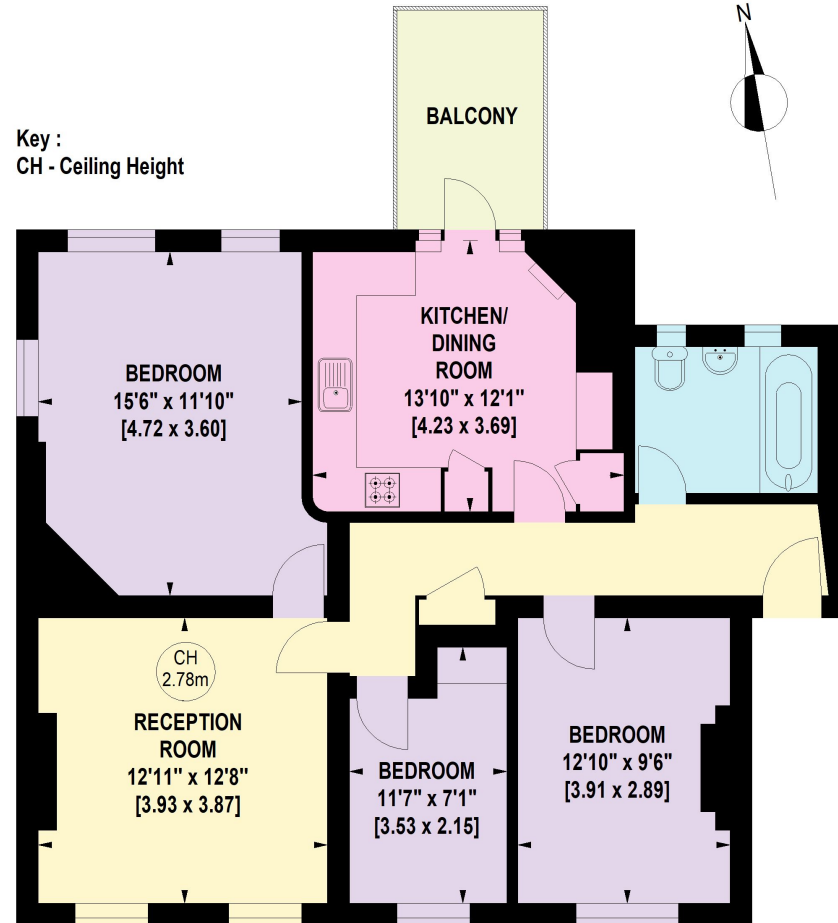 N
BALCONY
Key :
CH - Ceiling Height
KITCHEN/
DINING
ROOM
13'10" x 12'1"
[4.23 x 3.69]
BEDROOM
15'6" x 11'10"
[4.72 x 3.60]
CH
2.78m
RECEPTION
ROOM
12'11" x 12'8"
[3.93 x 3.87]
BEDROOM
11'7" x 7'1"
[3.53 x 2.15]
BEDROOM
12'10" x 9'6"
[3.91 x 2.89]